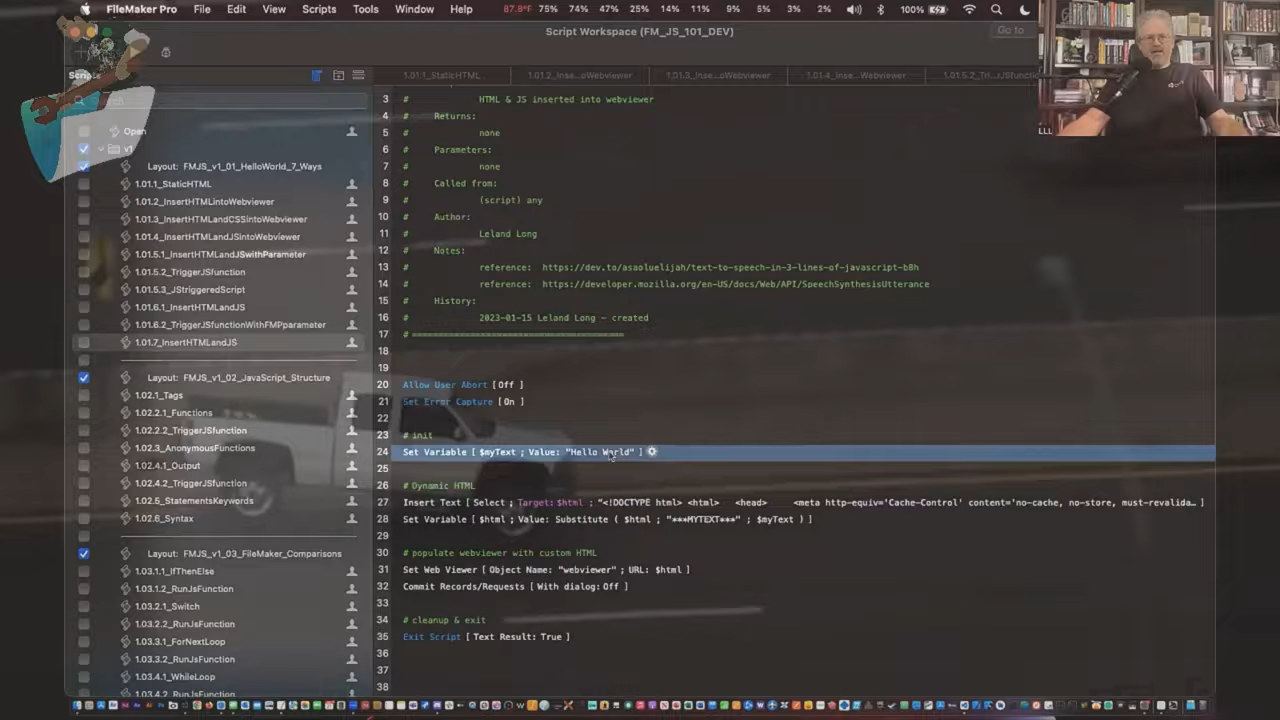 FileMaker Pro File Edit View Scripts Tools Window Help 87.8°F 75% 74% 47% 25% 14% 11% 9% 5% 3% 2% 100%
Script Workspace (FM_JS_101_DEV)
Go to
Scripts
1.01.1_StaticHTML
1.01.2_Inse...oWebviewer
1.01.3_Inse...oWebviewer
1.01.4_Inse...Webviewer
1.01.5.2_Tri...rJSfunctio
Open
v1
Layout: FMJS_v1_01_HelloWorld_7_Ways
1.01.1_StaticHTML
1.01.2_InsertHTMLintoWebviewer
1.01.3_InsertHTMLandCSSintoWebviewer
1.01.4_InsertHTMLandJSintoWebviewer
1.01.5.1_InsertHTMLandJSwithParameter
1.01.5.2_TriggerJSfunction
1.01.5.3_JStriggeredScript
1.01.6.1_InsertHTMLandJS
1.01.6.2_TriggerJSfunctionWithFMPparameter
1.01.7_InsertHTMLandJS
Layout: FMJS_v1_02_JavaScript_Structure
1.02.1_Tags
1.02.2.1_Functions
1.02.2.2_TriggerJSfunction
1.02.3_AnonymousFunctions
1.02.4.1_Output
1.02.4.2_TriggerJSfunction
1.02.5_StatementsKeywords
1.02.6_Syntax
Layout: FMJS_v1_03_FileMaker_Comparisons
1.03.1.1_IfThenElse
1.03.1.2_RunJsFunction
1.03.2.1_Switch
1.03.2.2_RunJsFunction
1.03.3.1_ForNextLoop
1.03.3.2_RunJsFunction
1.03.4.1_WhileLoop
1.03.4.2_RunJsFunction
3 # HTML & JS inserted into webviewer
4 # Returns:
5 # none
6 # Parameters:
7 # none
8 # Called from:
9 # (script) any
10 # Author:
11 # Leland Long
12 # Notes:
13 # reference: https://dev.to/asaoluelijah/text-to-speech-in-3-lines-of-javascript-b8h
14 # reference: https://developer.mozilla.org/en-US/docs/Web/API/SpeechSynthesisUtterance
15 # History:
16 # 2023-01-15 Leland Long - created
17 # =====================================
18
19
20 Allow User Abort [ Off ]
21 Set Error Capture [ On ]
22
23 # init
24 Set Variable [ $myText ; Value: "Hello World" ]
25
26 # Dynamic HTML
27 Insert Text [ Select ; Target: $html ; "<!DOCTYPE html> <html> <head> <meta http-equiv='Cache-Control' content='no-cache, no-store, must-revalida… ]
28 Set Variable [ $html ; Value: Substitute ( $html ; "***MYTEXT***" ; $myText ) ]
29
30 # populate webviewer with custom HTML
31 Set Web Viewer [ Object Name: "webviewer" ; URL: $html ]
32 Commit Records/Requests [ With dialog: Off ]
33
34 # cleanup & exit
35 Exit Script [ Text Result: True ]
36
37
38